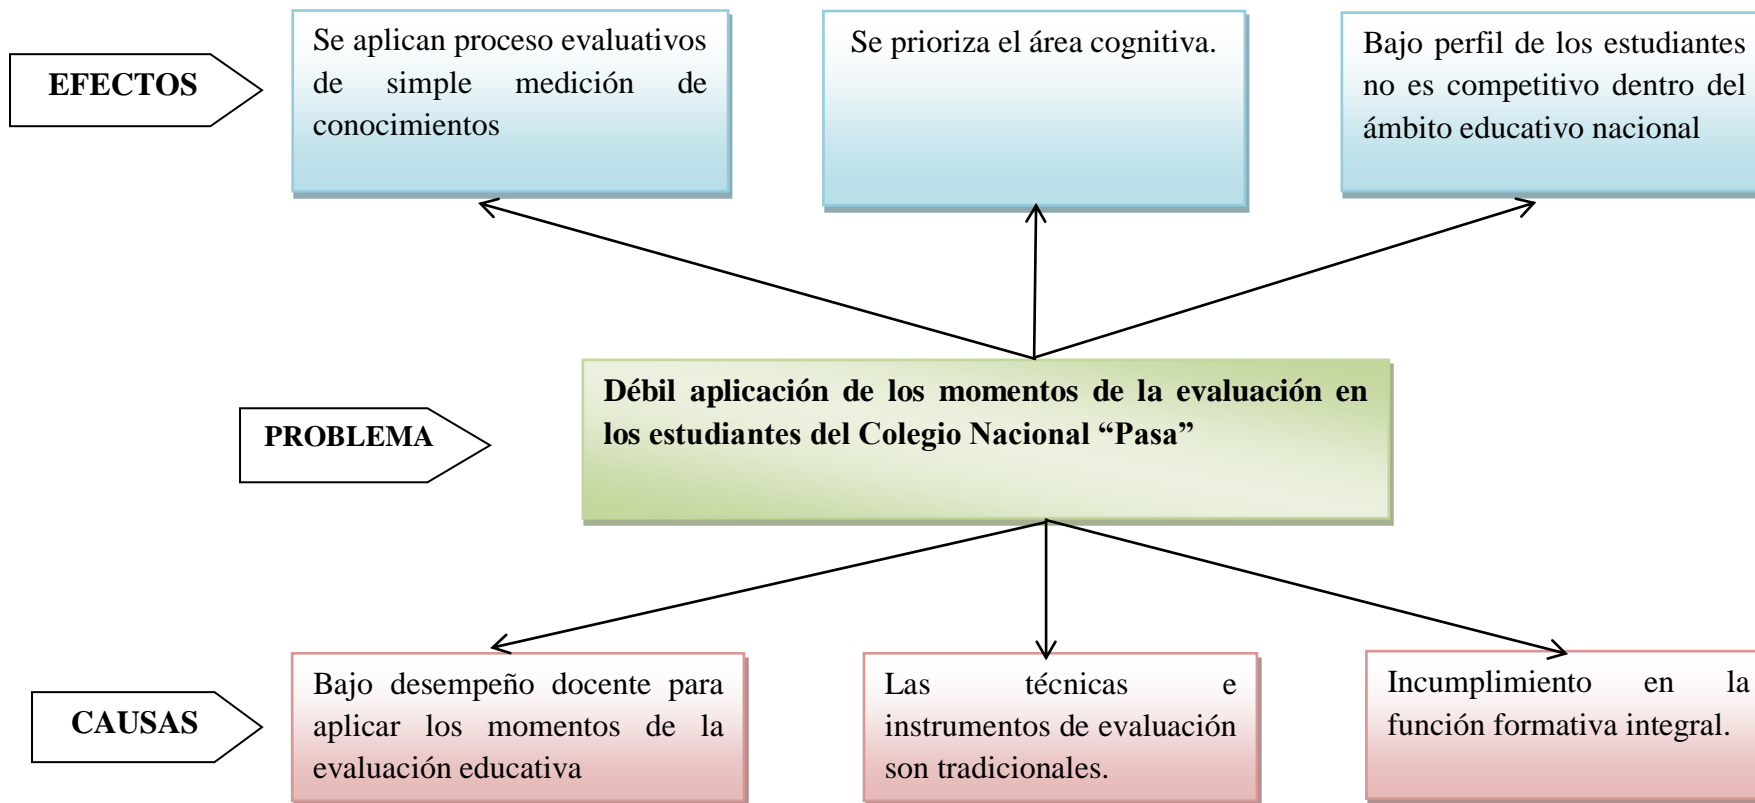 EFECTOS
Se aplican proceso evaluativos
de simple medición de
conocimientos
Se prioriza el área cognitiva.
Bajo perfil de los estudiantes
no es competitivo dentro del
ámbito educativo nacional
PROBLEMA
Débil aplicación de los momentos de la evaluación en
los estudiantes del Colegio Nacional “Pasa”
CAUSAS
Bajo desempeño docente para
aplicar los momentos de la
evaluación educativa
Las técnicas e
instrumentos de evaluación
son tradicionales.
Incumplimiento en la
función formativa integral.